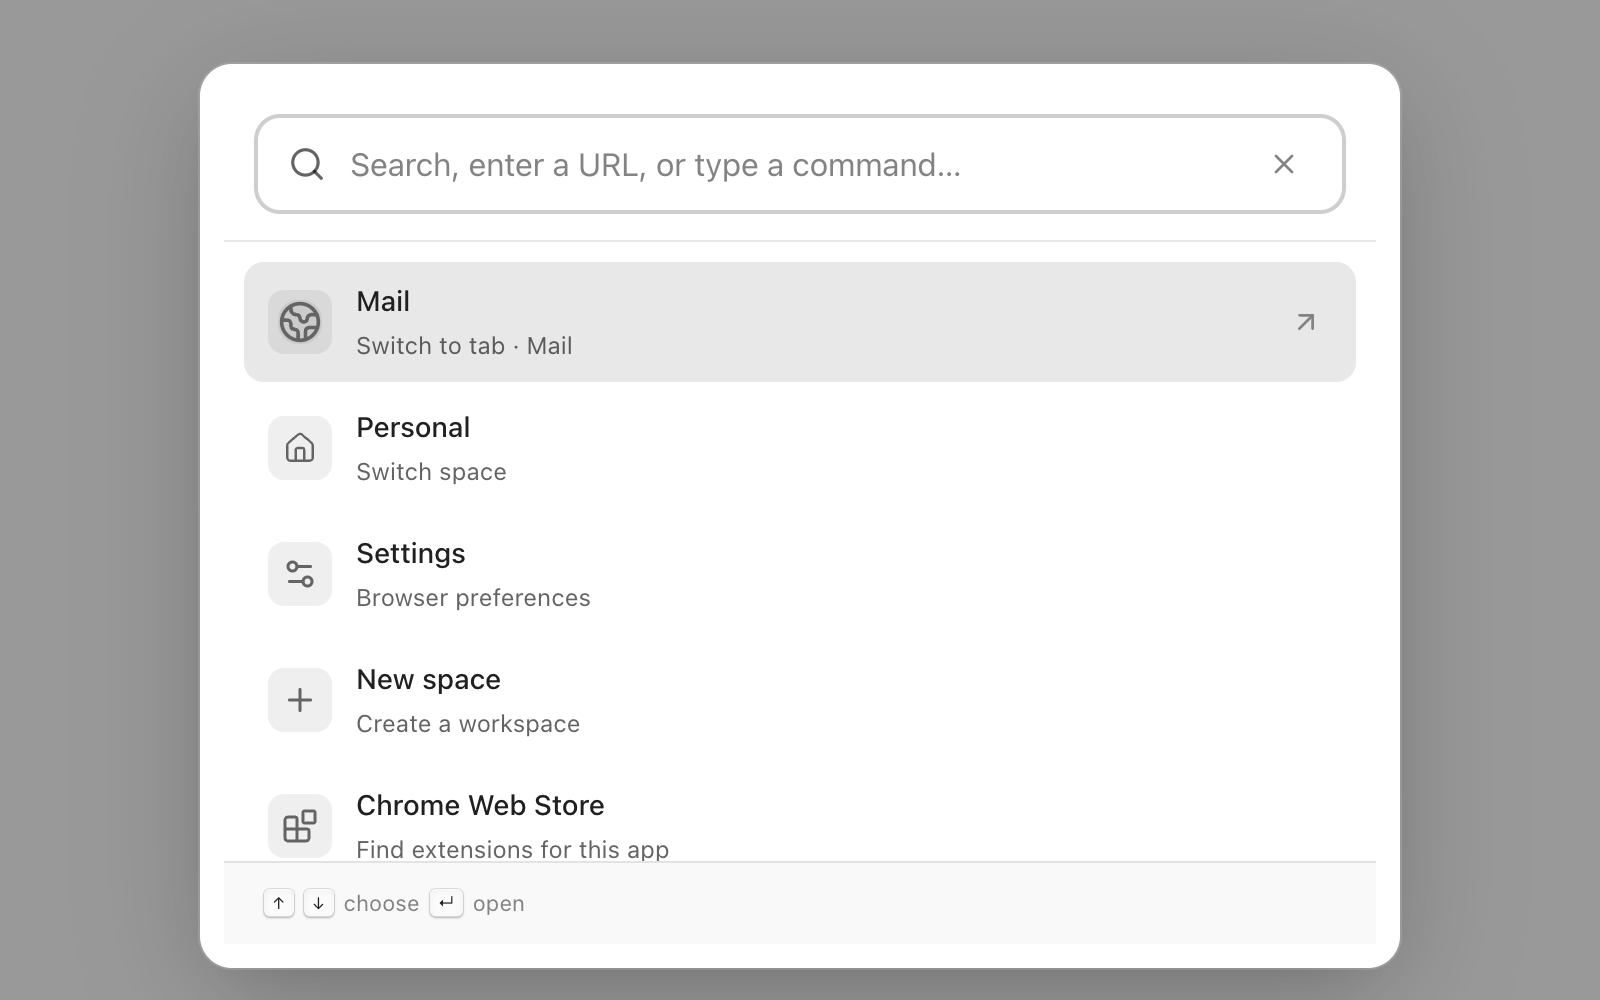 Search, enter a URL, or type a command...
Mail
Switch to tab · Mail
Personal
Switch space
Settings
Browser preferences
New space
Create a workspace
Chrome Web Store
Find extensions for this app
↑ ↓ choose ↵ open